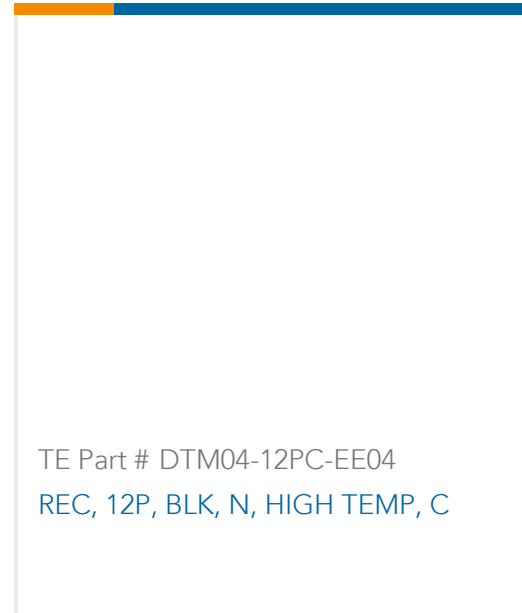 TE Part # DTM04-12PC-EE04
REC, 12P, BLK, N, HIGH TEMP, C